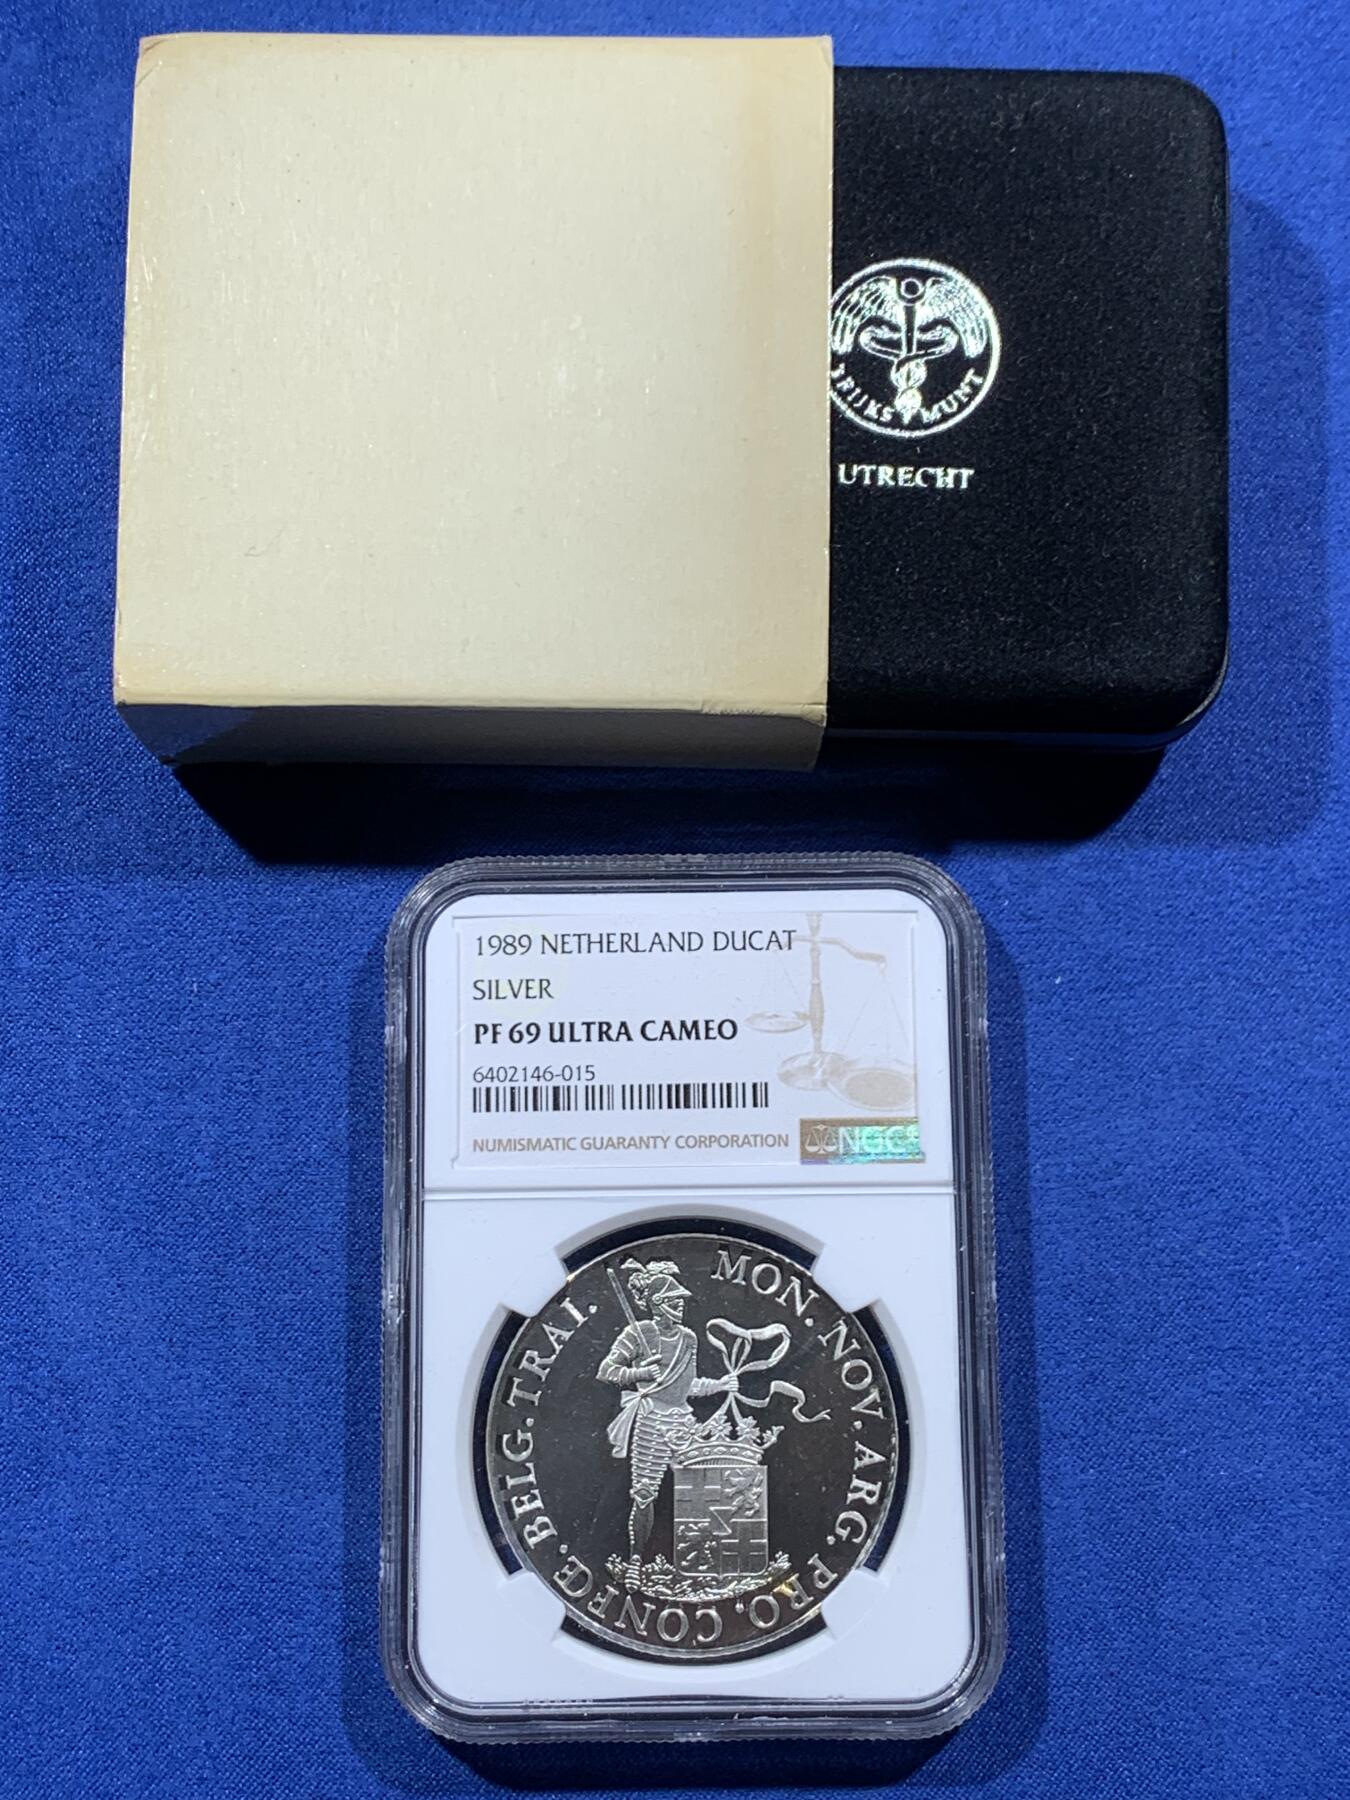 'S RIJKS MUNT
UTRECHT
1989 NETHERLAND DUCAT
SILVER
PF 69 ULTRA CAMEO
6402146-015
NUMISMATIC GUARANTY CORPORATION
NGC
MON. NOV. ARG. PRO. CONFŒ. BELG. TRAI.